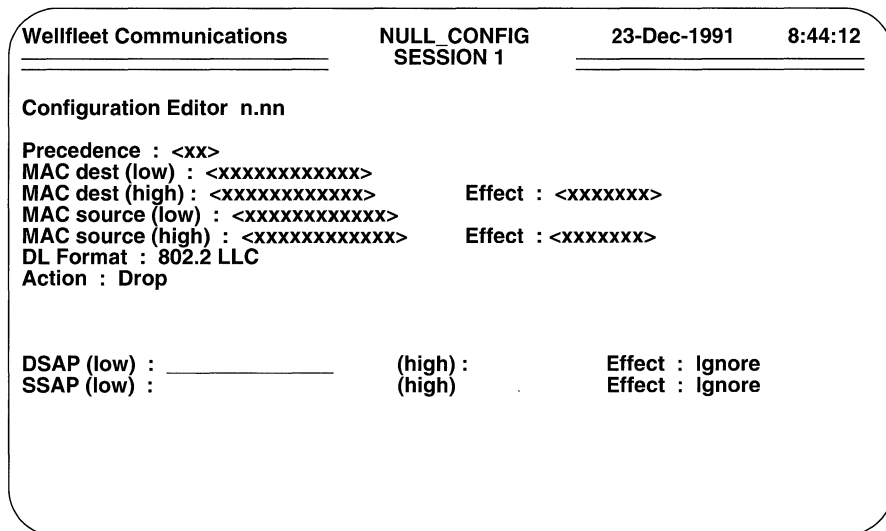 Wellfleet Communications NULL_CONFIG 23-Dec-1991 8:44:12
SESSION 1
Configuration Editor n.nn
Precedence : <xx>
MAC dest (low) : <xxxxxxxxxxxx>
MAC dest (high) : <xxxxxxxxxxxx> Effect : <xxxxxxx>
MAC source (low) : <xxxxxxxxxxxx>
MAC source (high) : <xxxxxxxxxxxx> Effect : <xxxxxxx>
DL Format : 802.2 LLC
Action : Drop
DSAP (low) : ________________ (high) : Effect : Ignore
SSAP (low) : (high) Effect : Ignore